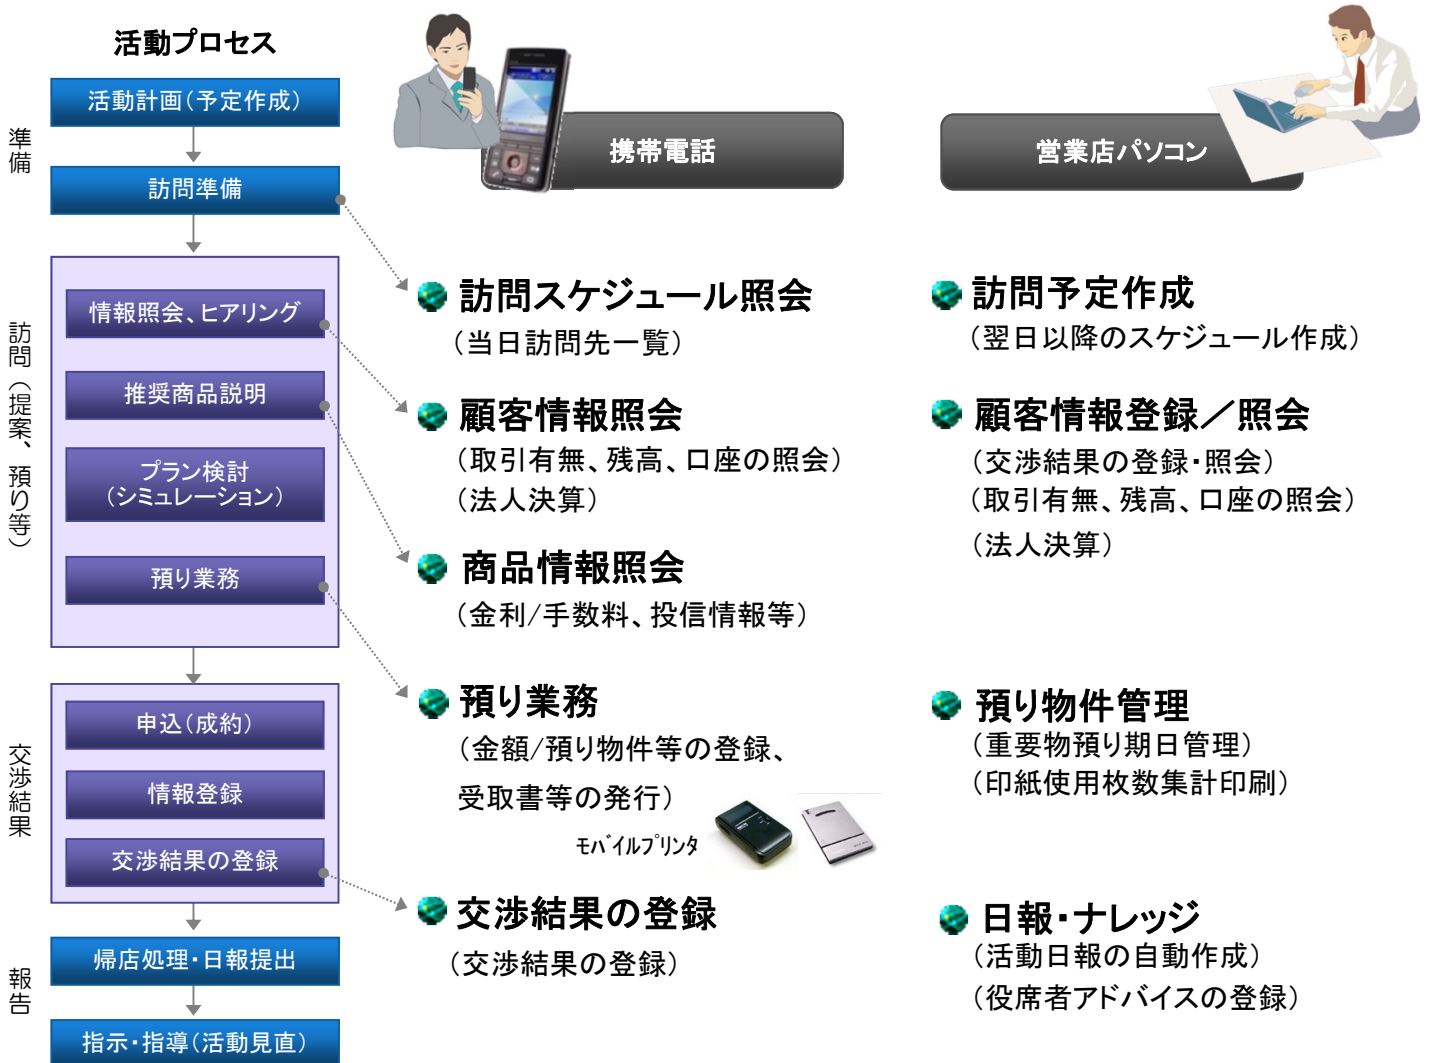 活動プロセス
準備
活動計画(予定作成)
訪問準備
訪問(提案、預り等)
情報照会、ヒアリング
推奨商品説明
プラン検討
(シミュレーション)
預り業務
交渉結果
申込(成約)
情報登録
交渉結果の登録
報告
帰店処理・日報提出
指示・指導(活動見直)
携帯電話
訪問スケジュール照会
(当日訪問先一覧)
顧客情報照会
(取引有無、残高、口座の照会)
(法人決算)
商品情報照会
(金利/手数料、投信情報等)
預り業務
(金額/預り物件等の登録、
受取書等の発行)
ﾓﾊﾞｲﾙﾌﾟﾘﾝﾀ
交渉結果の登録
(交渉結果の登録)
営業店パソコン
訪問予定作成
(翌日以降のスケジュール作成)
顧客情報登録／照会
(交渉結果の登録・照会)
(取引有無、残高、口座の照会)
(法人決算)
預り物件管理
(重要物預り期日管理)
(印紙使用枚数集計印刷)
日報・ナレッジ
(活動日報の自動作成)
(役席者アドバイスの登録)